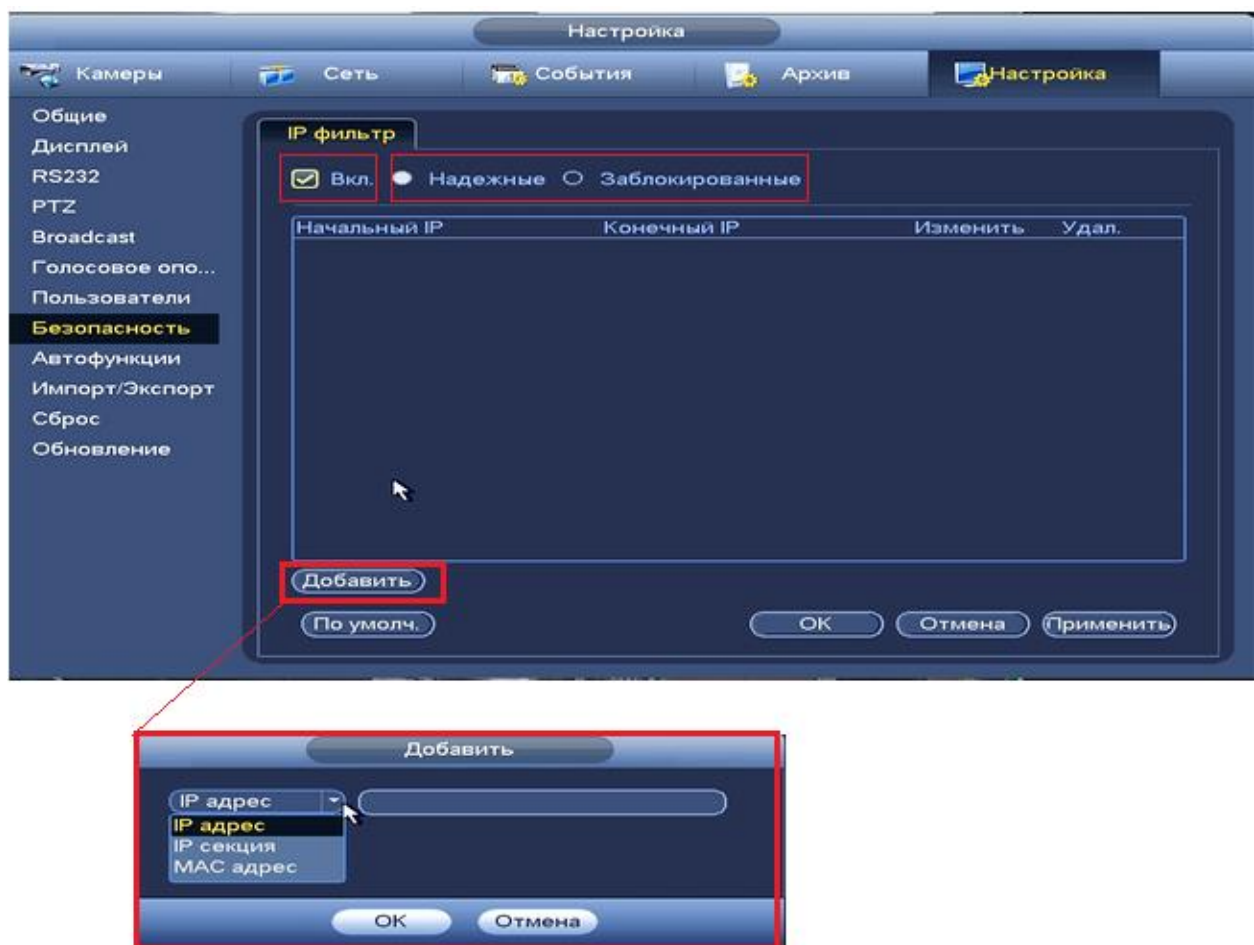 Настройка
Камеры Сеть События Архив Настройка
Общие
Дисплей
RS232
PTZ
Broadcast
Голосовое опо...
Пользователи
Безопасность
Автофункции
Импорт/Экспорт
Сброс
Обновление
IP фильтр
Вкл. Надежные Заблокированные
Начальный IP Конечный IP Изменить Удал.
Добавить
По умолч. OK Отмена Применить
Добавить
IP адрес
IP адрес
IP секция
MAC адрес
OK Отмена